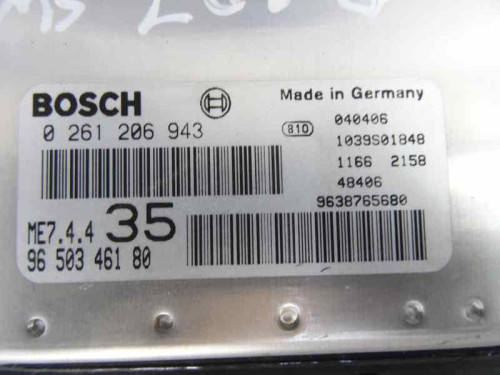 BOSCH
Made in Germany
0 261 206 943
810
040406
1039S01848
1166 2158
48406
9638765680
ME7.4.4 35
96 503 461 80